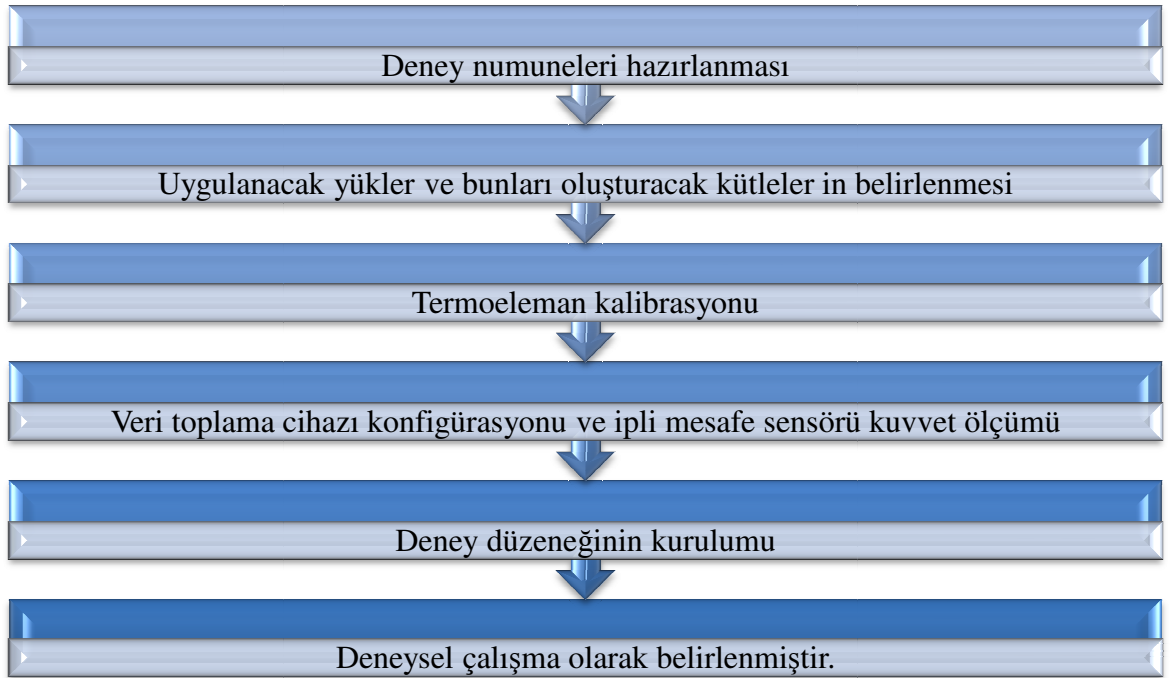 Deney numuneleri hazırlanması
Uygulanacak yükler ve bunları oluşturacak kütleler in belirlenmesi
Termoeleman kalibrasyonu
Veri toplama cihazı konfigürasyonu ve ipli mesafe sensörü kuvvet ölçümü
Deney düzeneğinin kurulumu
Deneysel çalışma olarak belirlenmiştir.